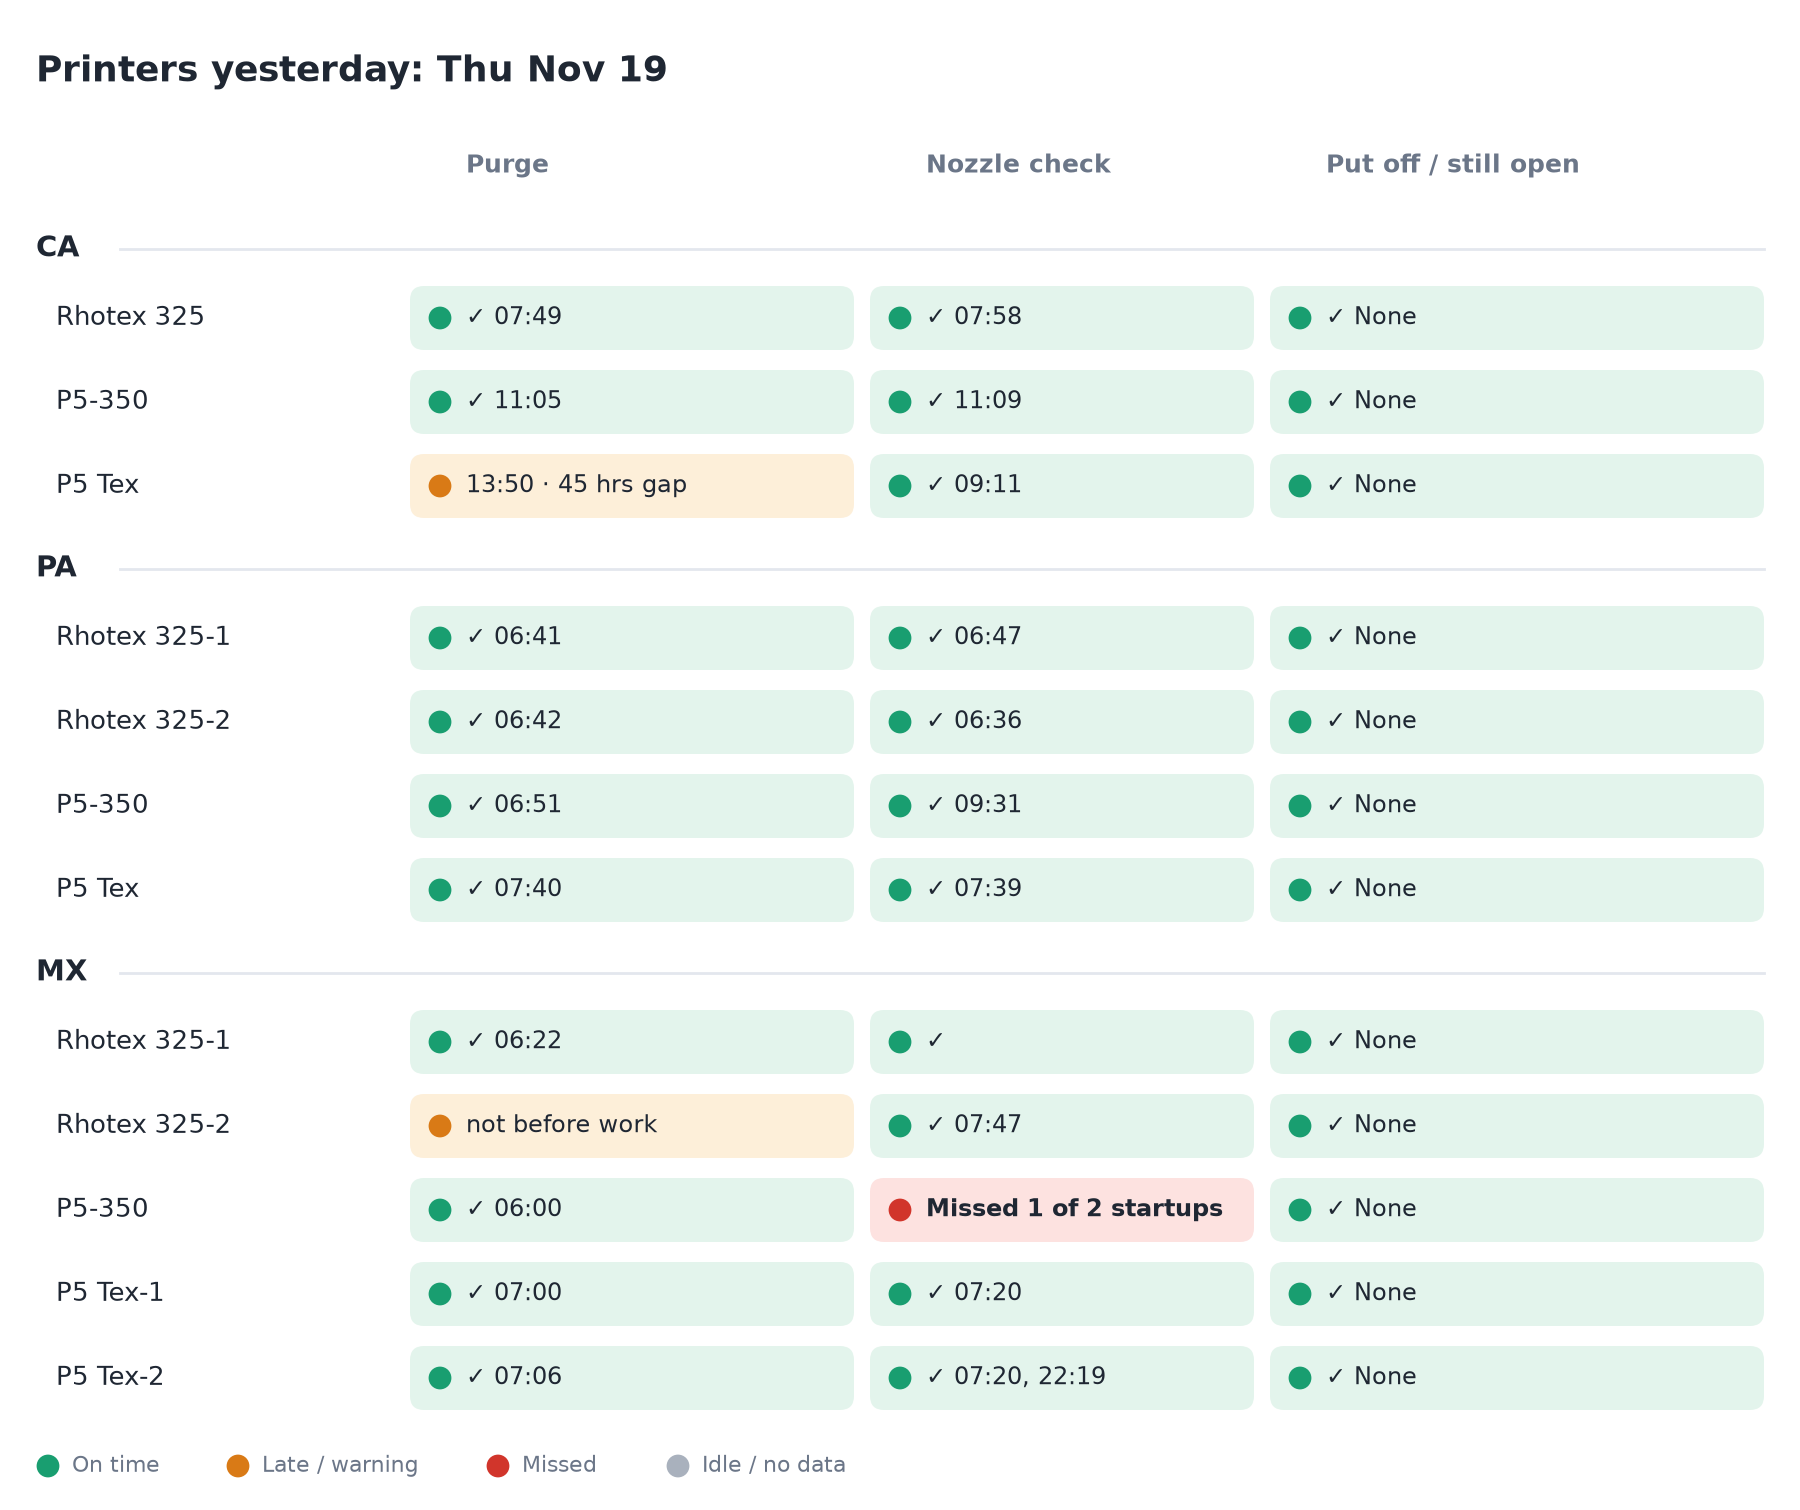 Printers yesterday: Thu Nov 19
Purge Nozzle check Put off / still open
CA
Rhotex 325 ✓ 07:49 ✓ 07:58 ✓ None
P5-350 ✓ 11:05 ✓ 11:09 ✓ None
P5 Tex 13:50 · 45 hrs gap ✓ 09:11 ✓ None
PA
Rhotex 325-1 ✓ 06:41 ✓ 06:47 ✓ None
Rhotex 325-2 ✓ 06:42 ✓ 06:36 ✓ None
P5-350 ✓ 06:51 ✓ 09:31 ✓ None
P5 Tex ✓ 07:40 ✓ 07:39 ✓ None
MX
Rhotex 325-1 ✓ 06:22 ✓ ✓ None
Rhotex 325-2 not before work ✓ 07:47 ✓ None
P5-350 ✓ 06:00 Missed 1 of 2 startups ✓ None
P5 Tex-1 ✓ 07:00 ✓ 07:20 ✓ None
P5 Tex-2 ✓ 07:06 ✓ 07:20, 22:19 ✓ None
On time Late / warning Missed Idle / no data